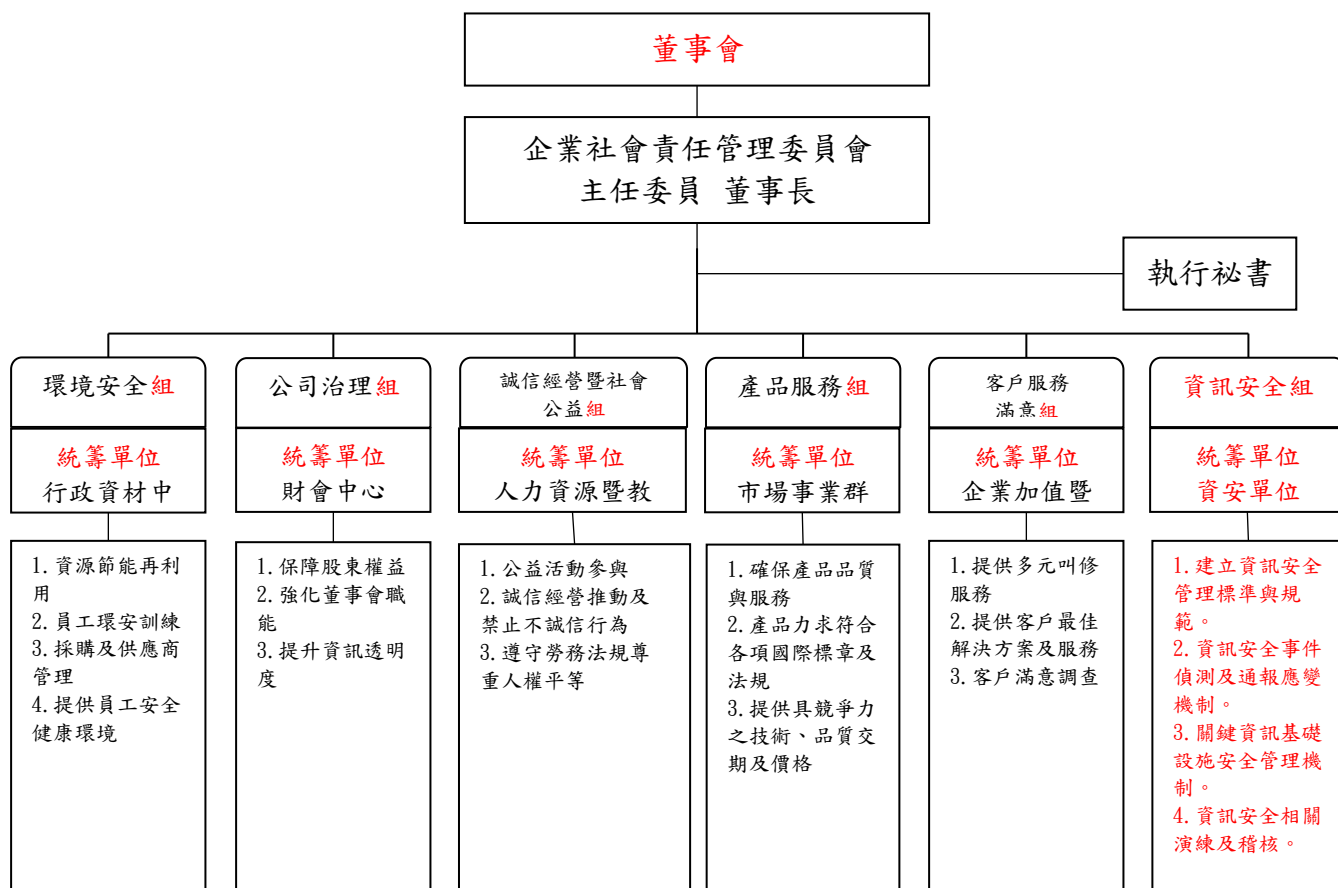 董事會
企業社會責任管理委員會
主任委員 董事長
執行祕書
環境安全組
統籌單位
行政資材中
1.資源節能再利
用
2.員工環安訓練
3.採購及供應商
管理
4.提供員工安全
健康環境
公司治理組
統籌單位
財會中心
1.保障股東權益
2.強化董事會職
能
3.提升資訊透明
度
誠信經營暨社會
公益組
統籌單位
人力資源暨教
1.公益活動參與
2.誠信經營推動及
禁止不誠信行為
3.遵守勞務法規尊
重人權平等
產品服務組
統籌單位
市場事業群
1.確保產品品質
與服務
2.產品力求符合
各項國際標章及
法規
3.提供具競爭力
之技術、品質交
期及價格
客戶服務
滿意組
統籌單位
企業加值暨
1.提供多元叫修
服務
2.提供客戶最佳
解決方案及服務
3.客戶滿意調查
資訊安全組
統籌單位
資安單位
1.建立資訊安全
管理標準與規
範。
2.資訊安全事件
偵測及通報應變
機制。
3.關鍵資訊基礎
設施安全管理機
制。
4.資訊安全相關
演練及稽核。